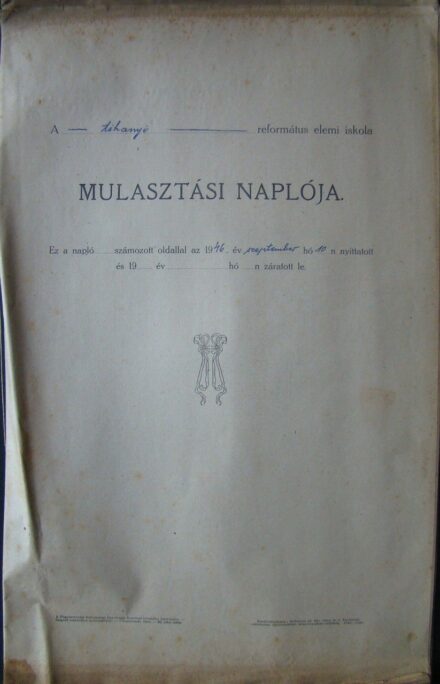 A — tihanyi — református elemi iskola
MULASZTÁSI NAPLÓJA.
Ez a napló ..... számozott oldallal az 1946. év szeptember hó 10 n nyittatott
és 19..... év ..................... hó .....n záratott le.